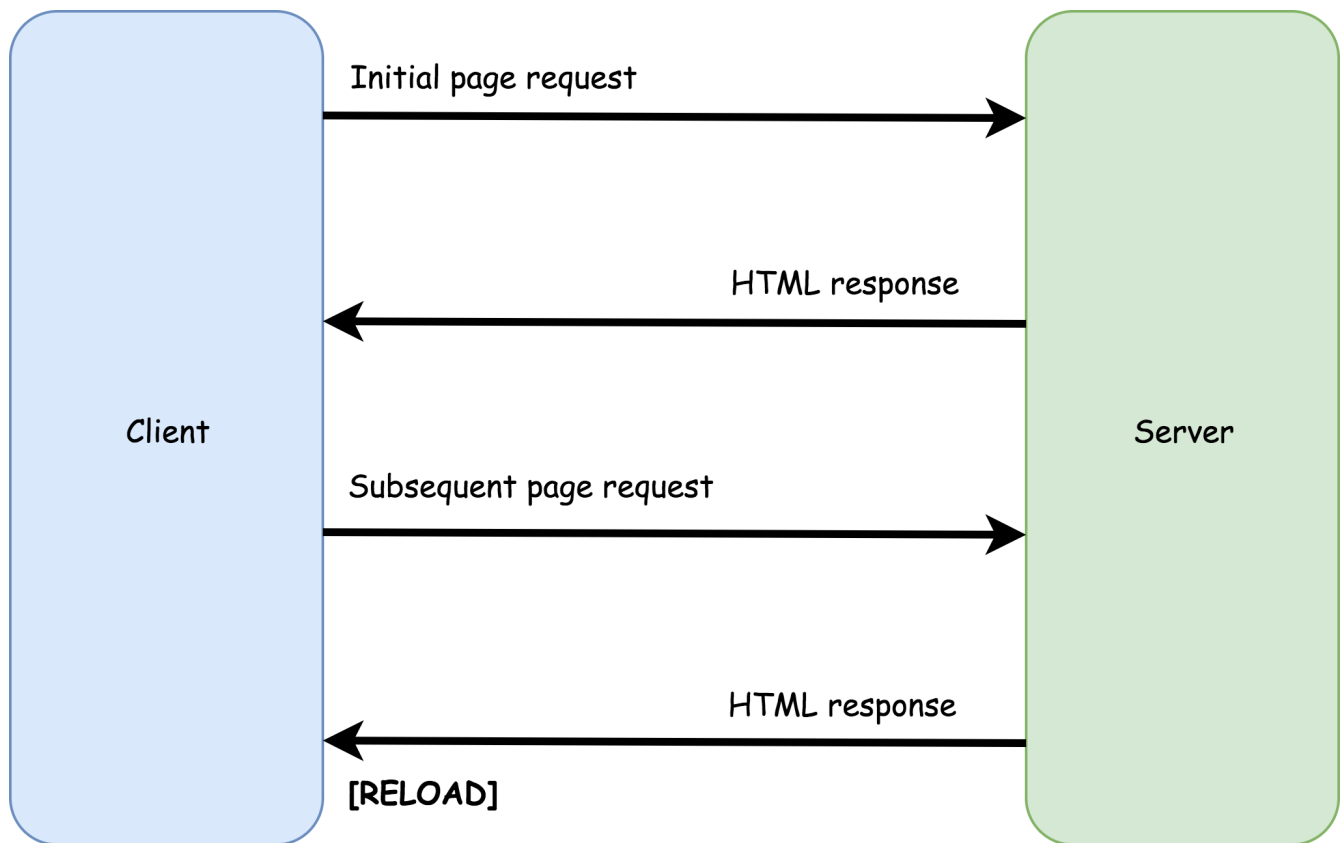 Initial page request
HTML response
Client
Server
Subsequent page request
HTML response
[RELOAD]